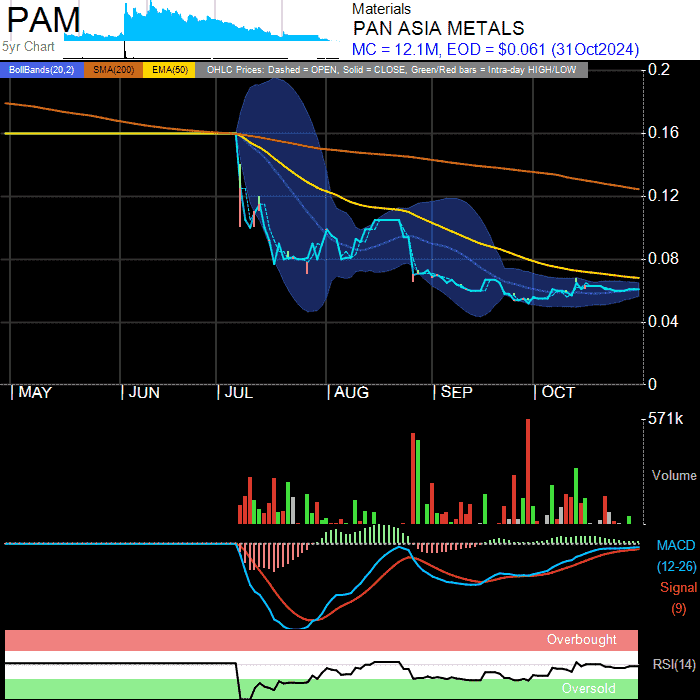 PAM
5yr Chart
Materials
PAN ASIA METALS
MC = 12.1M, EOD = $0.061 (31Oct2024)
BollBands(20,2) SMA(200) EMA(50) OHLC Prices: Dashed = OPEN, Solid = CLOSE, Green/Red bars = Intra-day HIGH/LOW
0.2
0.16
0.12
0.08
0.04
0
| MAY | JUN | JUL | AUG | SEP | OCT
571k
Volume
MACD
(12-26)
Signal
(9)
Overbought
RSI(14)
Oversold